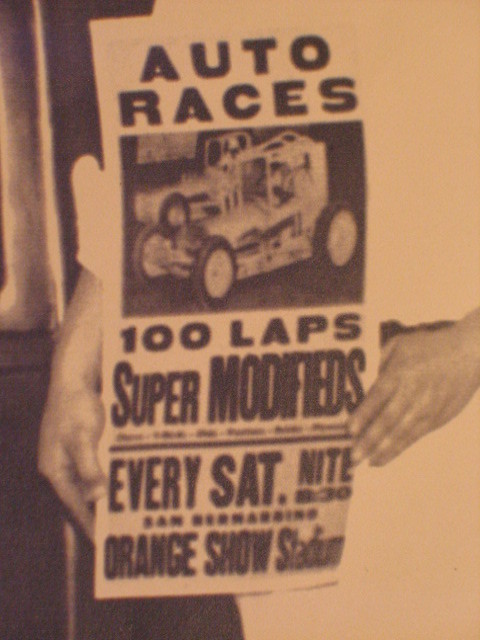 AUTO
RACES
100 LAPS
SUPER MODIFIEDS
EVERY SAT. NITE
8:30
SAN BERNARDINO
ORANGE SHOW Stadium